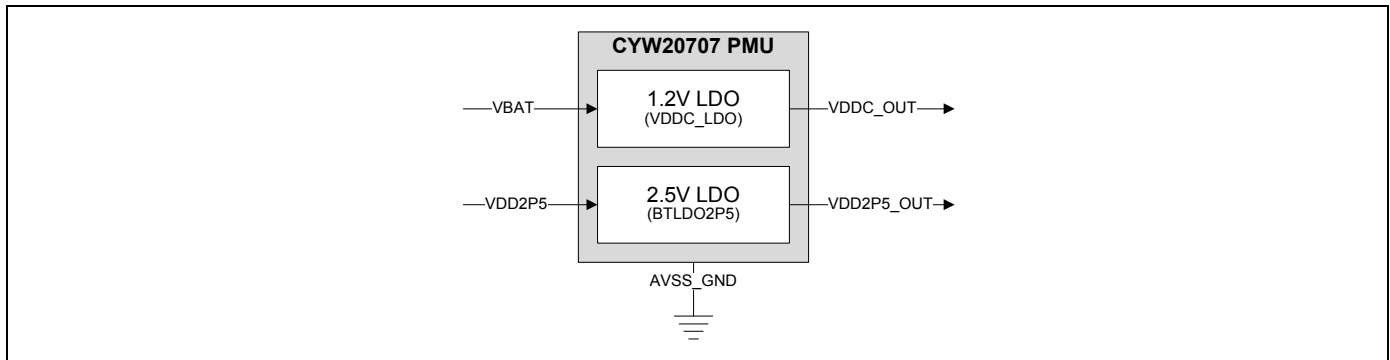 CYW20707 PMU
VBAT
1.2V LDO
(VDDC_LDO)
VDDC_OUT
VDD2P5
2.5V LDO
(BTLDO2P5)
VDD2P5_OUT
AVSS_GND